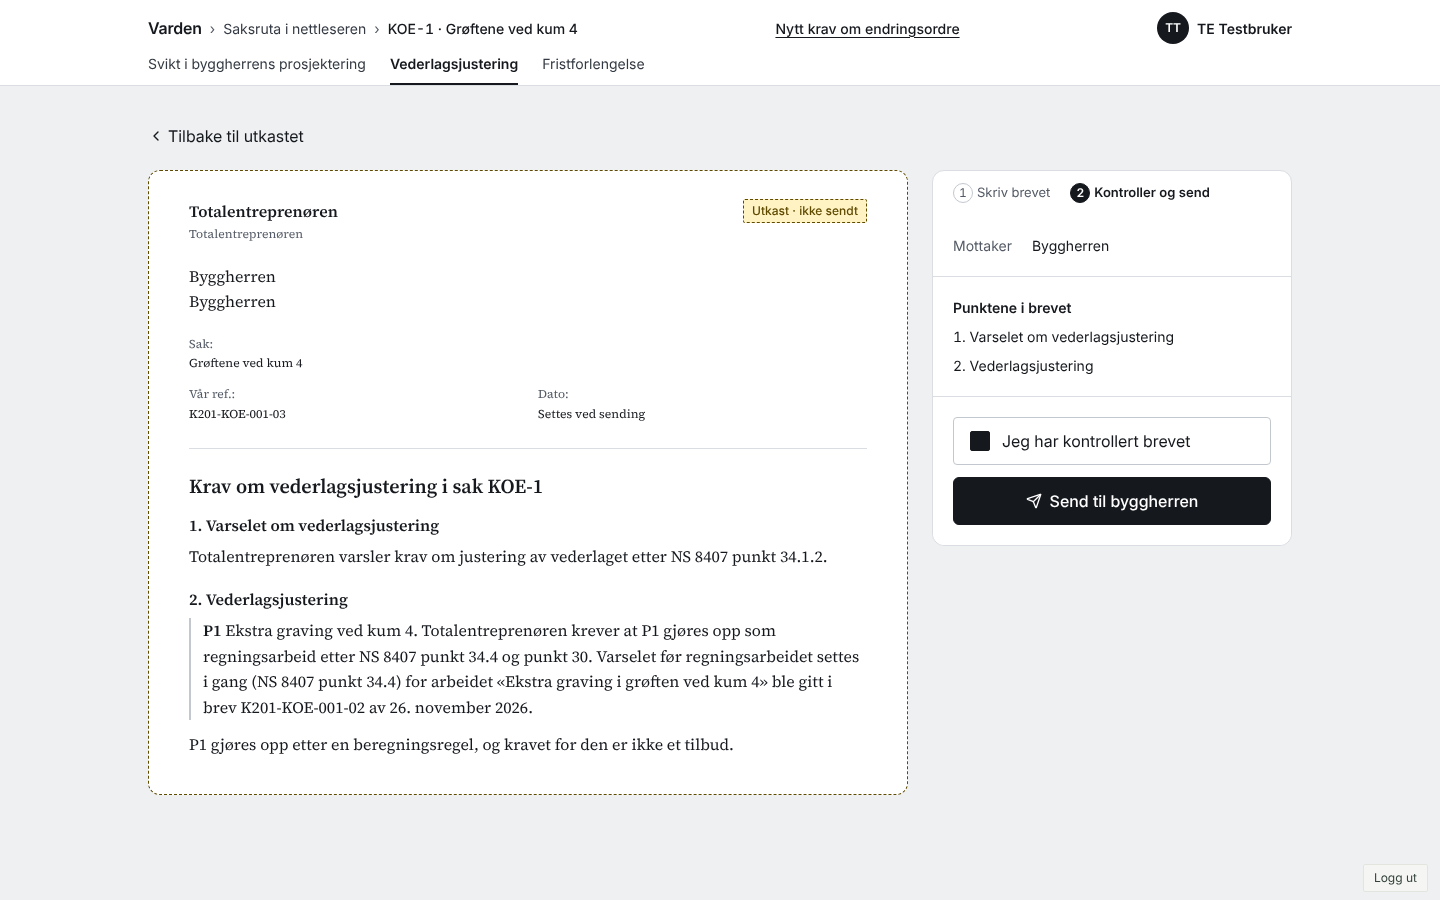 Varden › Saksruta i nettleseren › KOE-1 · Grøftene ved kum 4
Nytt krav om endringsordre
TT TE Testbruker
Svikt i byggherrens prosjektering Vederlagsjustering Fristforlengelse
Tilbake til utkastet
Totalentreprenøren
Utkast · ikke sendt
Totalentreprenøren
Byggherren
Byggherren
Sak:
Grøftene ved kum 4
Vår ref.: Dato:
K201-KOE-001-03 Settes ved sending
Krav om vederlagsjustering i sak KOE-1
1. Varselet om vederlagsjustering
Totalentreprenøren varsler krav om justering av vederlaget etter NS 8407 punkt 34.1.2.
2. Vederlagsjustering
P1 Ekstra graving ved kum 4. Totalentreprenøren krever at P1 gjøres opp som
regningsarbeid etter NS 8407 punkt 34.4 og punkt 30. Varselet før regningsarbeidet settes
i gang (NS 8407 punkt 34.4) for arbeidet «Ekstra graving i grøften ved kum 4» ble gitt i
brev K201-KOE-001-02 av 26. november 2026.
P1 gjøres opp etter en beregningsregel, og kravet for den er ikke et tilbud.
1 Skriv brevet 2 Kontroller og send
Mottaker Byggherren
Punktene i brevet
1. Varselet om vederlagsjustering
2. Vederlagsjustering
Jeg har kontrollert brevet
Send til byggherren
Logg ut